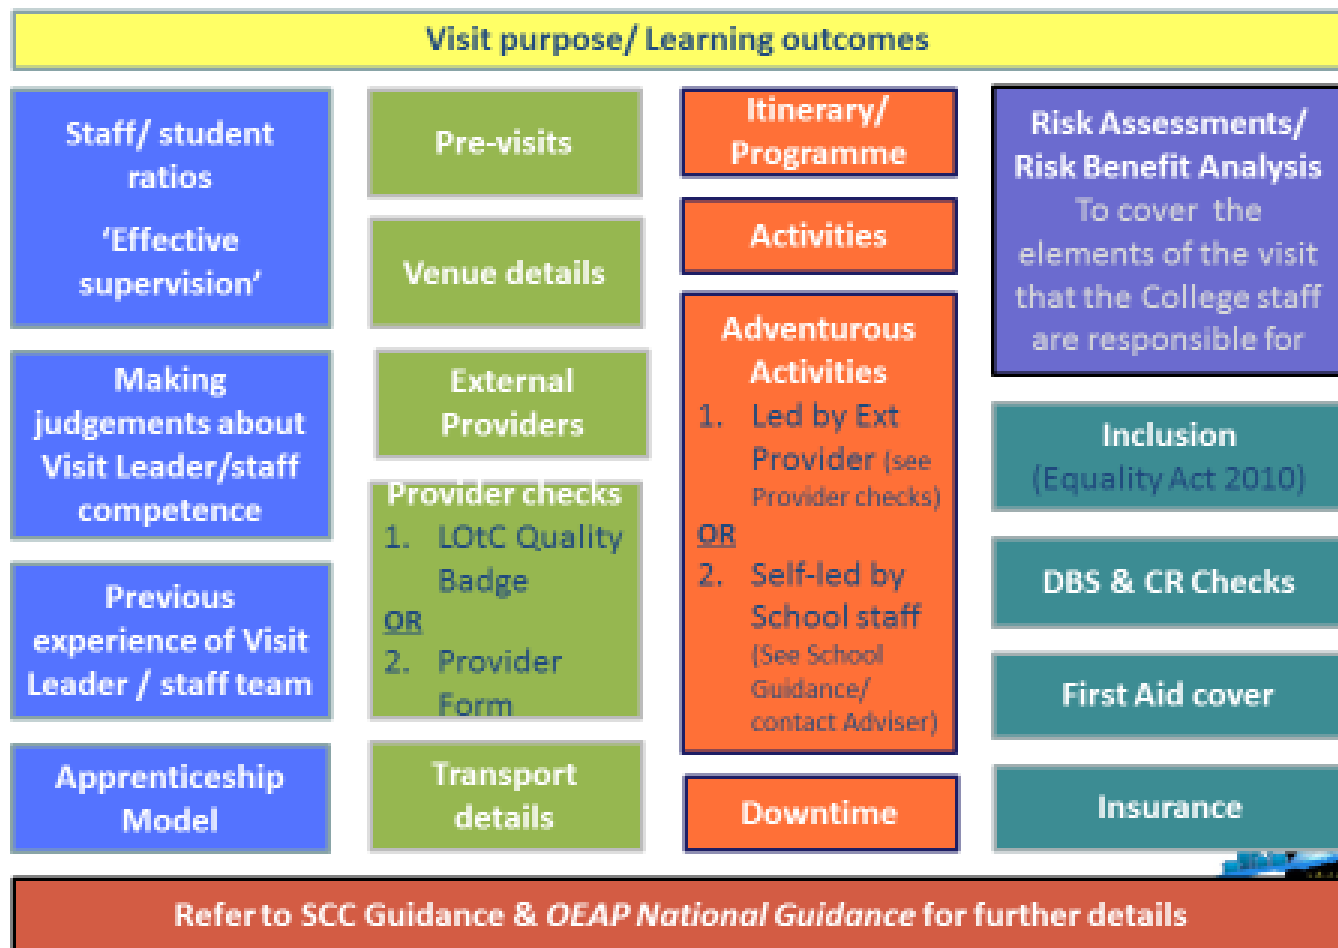 Visit purpose/ Learning outcomes
Staff/ student
ratios
‘Effective
supervision’
Making
judgements about
Visit Leader/staff
competence
Previous
experience of Visit
Leader / staff team
Apprenticeship
Model
Pre-visits
Venue details
External
Providers
Provider checks
1. LOtC Quality
Badge
OR
2. Provider
Form
Transport
details
Itinerary/
Programme
Activities
Adventurous
Activities
1. Led by Ext
Provider (see
Provider checks)
OR
2. Self-led by
School staff
(See School
Guidance/
contact Adviser)
Downtime
Risk Assessments/
Risk Benefit Analysis
To cover the
elements of the visit
that the College staff
are responsible for
Inclusion
(Equality Act 2010)
DBS & CR Checks
First Aid cover
Insurance
Refer to SCC Guidance & OEAP National Guidance for further details